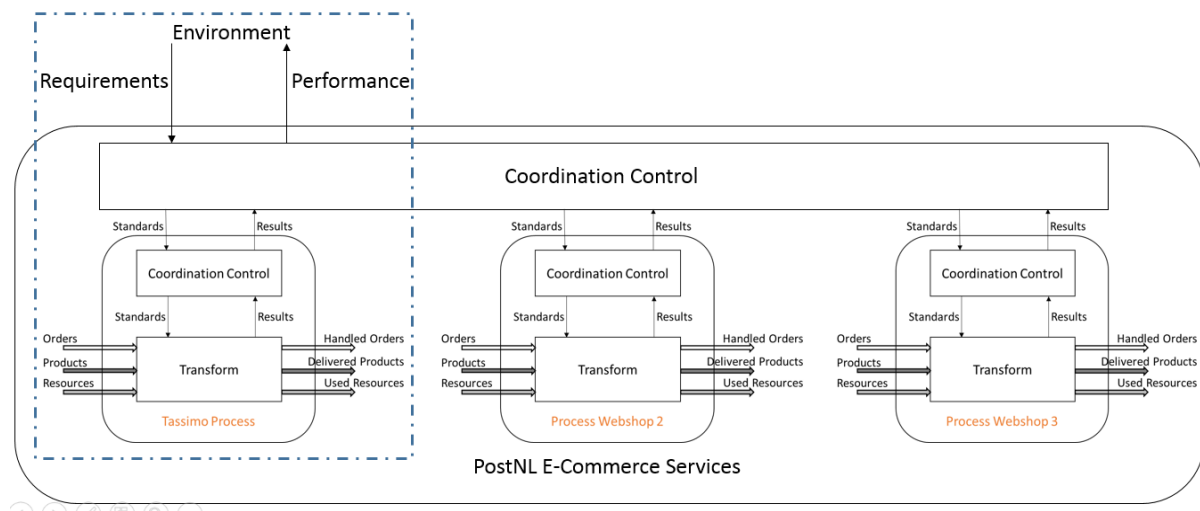 Environment
Requirements
Performance
Coordination Control
Standards
Results
Standards
Results
Standards
Results
Coordination Control
Coordination Control
Coordination Control
Standards
Results
Standards
Results
Standards
Results
Orders
Handled Orders
Orders
Handled Orders
Orders
Handled Orders
Products
Transform
Delivered Products
Products
Transform
Delivered Products
Products
Transform
Delivered Products
Resources
Used Resources
Resources
Used Resources
Resources
Used Resources
Tassimo Process
Process Webshop 2
Process Webshop 3
PostNL E-Commerce Services